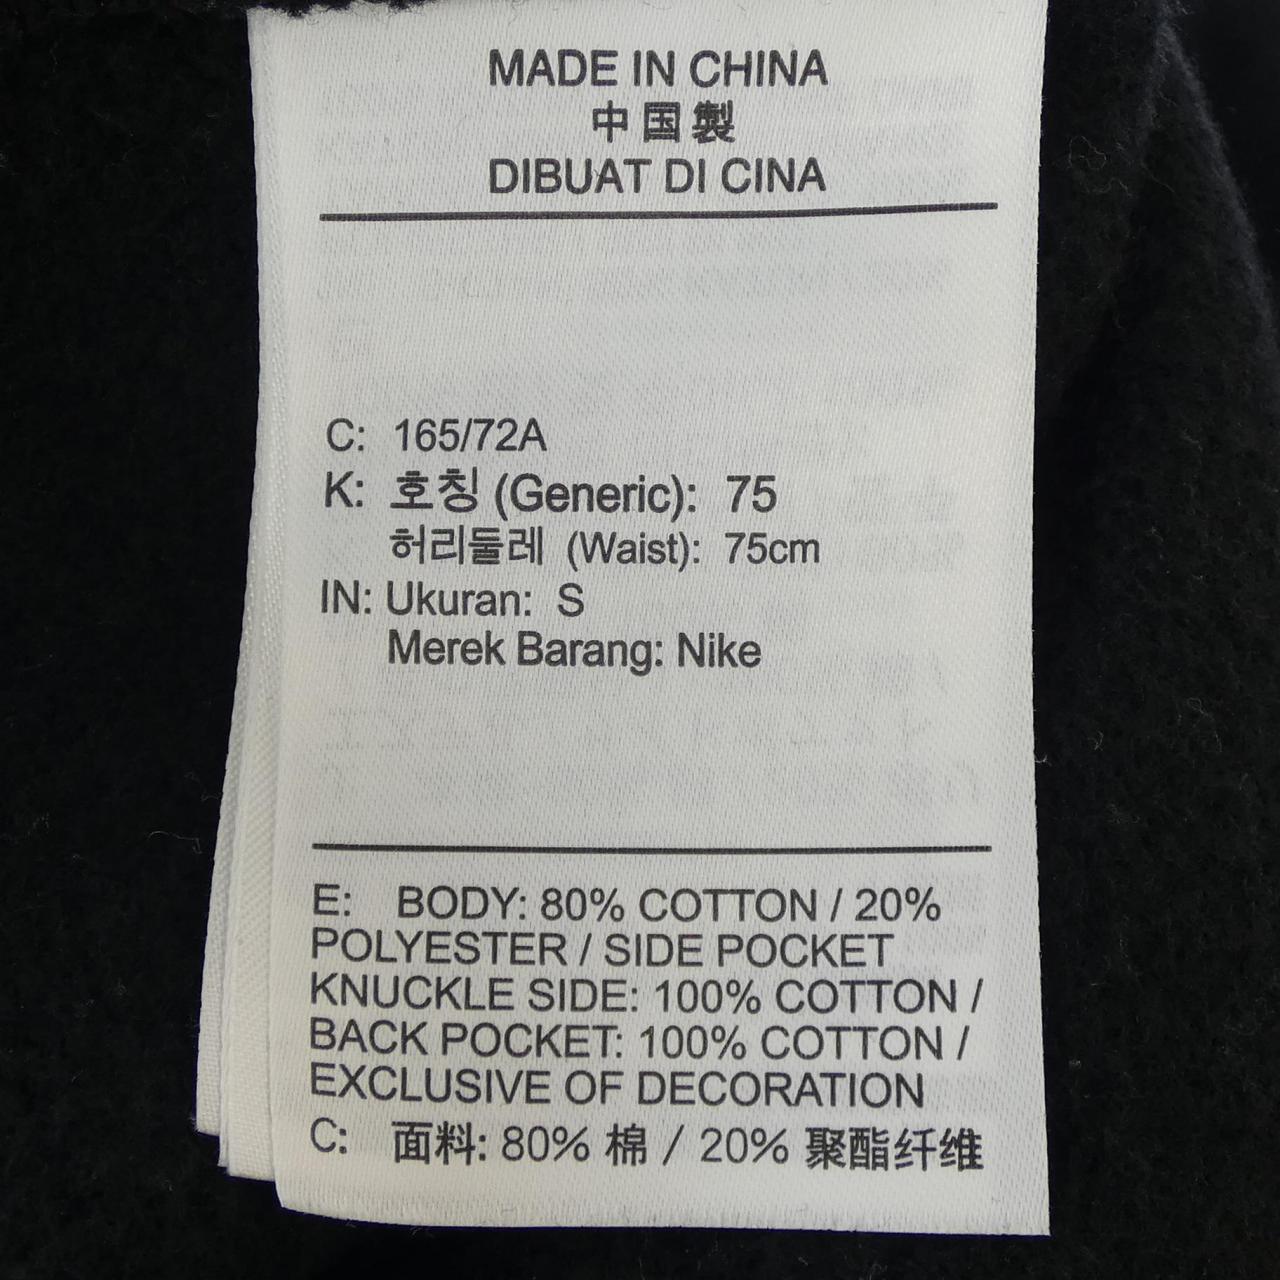 MADE IN CHINA
中国製
DIBUAT DI CINA
C: 165/72A
K: 호칭 (Generic): 75
허리둘레 (Waist): 75cm
IN: Ukuran: S
Merek Barang: Nike
E: BODY: 80% COTTON / 20%
POLYESTER / SIDE POCKET
KNUCKLE SIDE: 100% COTTON /
BACK POCKET: 100% COTTON /
EXCLUSIVE OF DECORATION
C: 面料: 80% 棉 / 20% 聚酯纤维